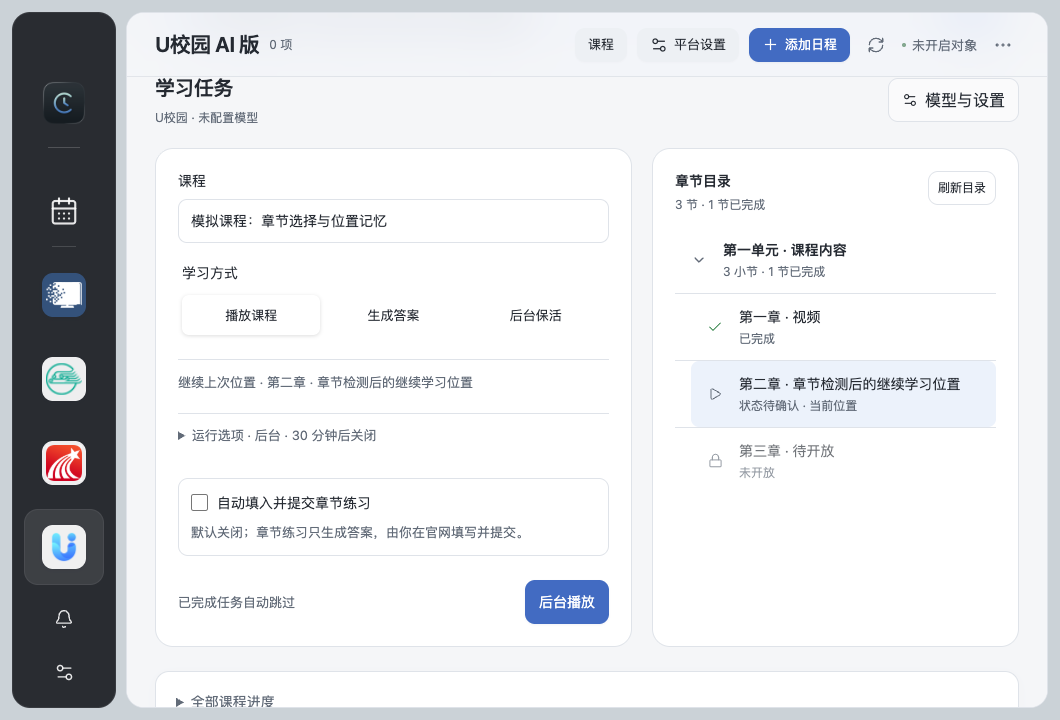 U校园 AI 版
0 项
课程
平台设置
添加日程
未开启对象
学习任务
U校园 · 未配置模型
模型与设置
课程
模拟课程：章节选择与位置记忆
学习方式
播放课程
生成答案
后台保活
继续上次位置 · 第二章 · 章节检测后的继续学习位置
运行选项 · 后台 · 30 分钟后关闭
自动填入并提交章节练习
默认关闭；章节练习只生成答案，由你在官网填写并提交。
已完成任务自动跳过
后台播放
章节目录
3 节 · 1 节已完成
刷新目录
第一单元 · 课程内容
3 小节 · 1 节已完成
第一章 · 视频
已完成
第二章 · 章节检测后的继续学习位置
状态待确认 · 当前位置
第三章 · 待开放
未开放
全部课程进度